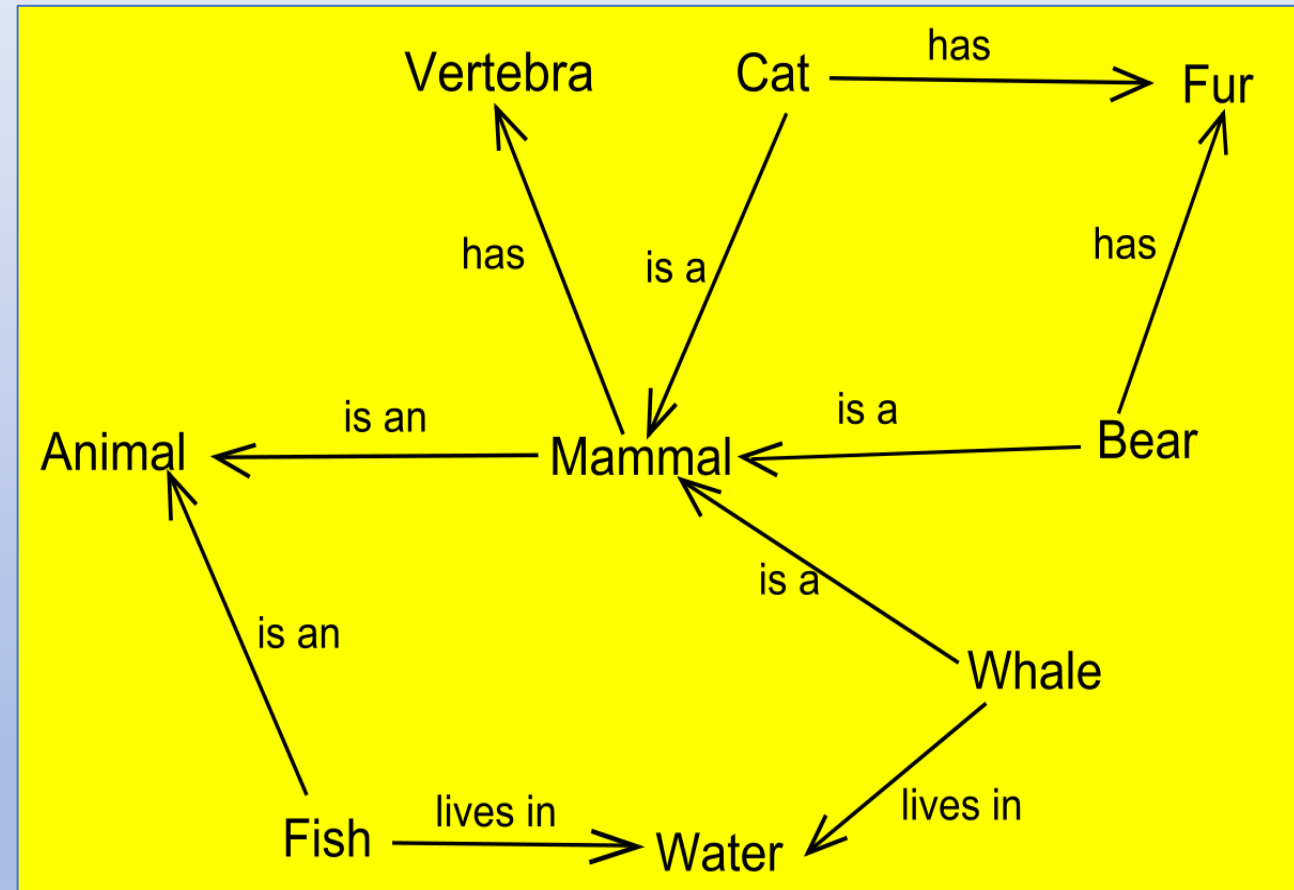 has
Vertebra
Cat
Fur
has
is a
has
is an
is a
Animal
Mammal
Bear
is a
is an
Whale
lives in
lives in
Fish
Water